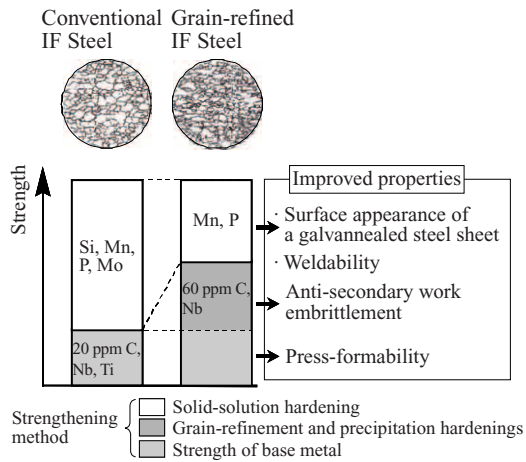 Conventional
IF Steel
Grain-refined
IF Steel
Strength
Si, Mn,
P, Mo
20 ppm C,
Nb, Ti
Mn, P
60 ppm C,
Nb
Improved properties
· Surface appearance of
a galvannealed steel sheet
· Weldability
Anti-secondary work
embrittlement
Press-formability
Strengthening
method
Solid-solution hardening
Grain-refinement and precipitation hardenings
Strength of base metal